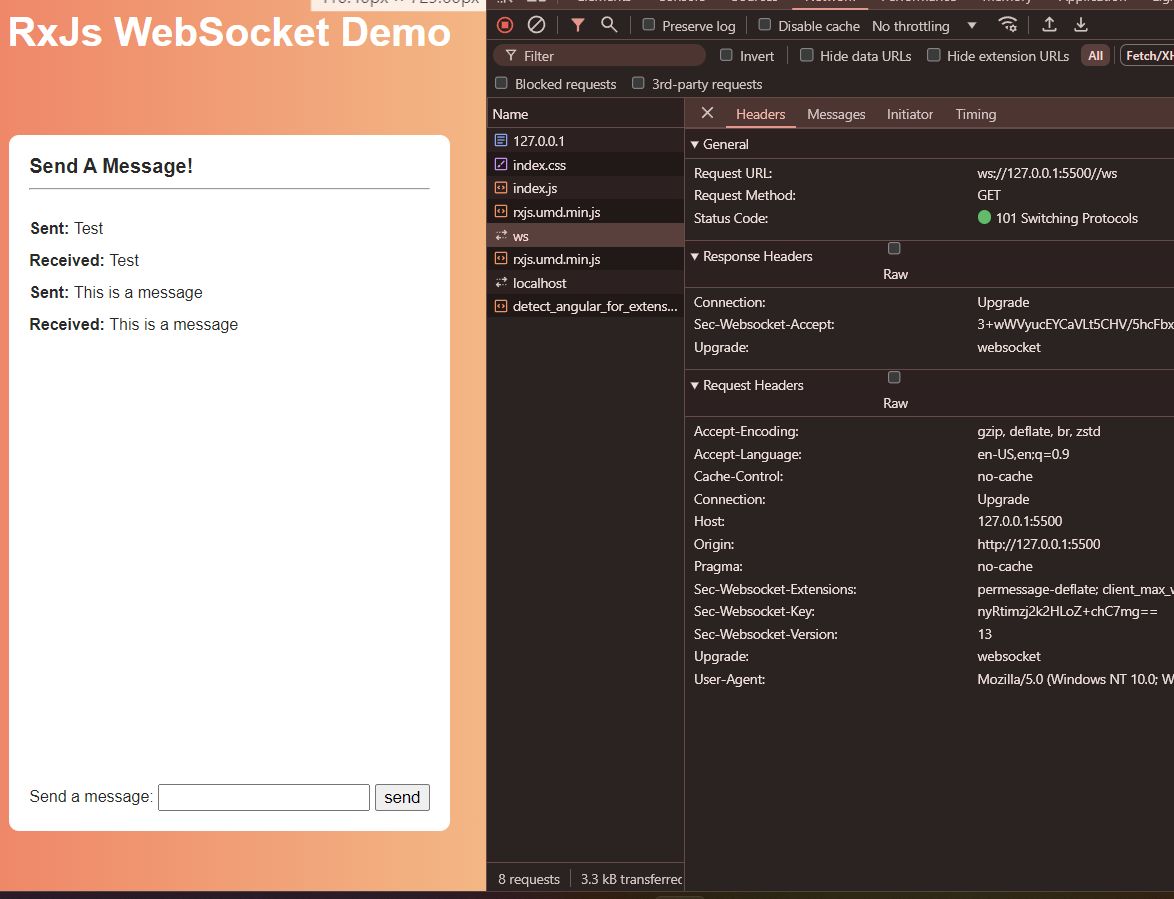 RxJs WebSocket Demo
Send A Message!
Sent: Test
Received: Test
Sent: This is a message
Received: This is a message
Send a message:
send
Preserve log
Disable cache
No throttling
Filter
Invert
Hide data URLs
Hide extension URLs
All
Fetch/XH
Blocked requests
3rd-party requests
Name
127.0.0.1
index.css
index.js
rxjs.umd.min.js
ws
rxjs.umd.min.js
localhost
detect_angular_for_extens...
8 requests
3.3 kB transferred
Headers
Messages
Initiator
Timing
General
Request URL: ws://127.0.0.1:5500//ws
Request Method: GET
Status Code: 101 Switching Protocols
Response Headers
Raw
Connection: Upgrade
Sec-Websocket-Accept: 3+wWVyucEYCaVLt5CHV/5hcFbx
Upgrade: websocket
Request Headers
Raw
Accept-Encoding: gzip, deflate, br, zstd
Accept-Language: en-US,en;q=0.9
Cache-Control: no-cache
Connection: Upgrade
Host: 127.0.0.1:5500
Origin: http://127.0.0.1:5500
Pragma: no-cache
Sec-Websocket-Extensions: permessage-deflate; client_max_w
Sec-Websocket-Key: nyRtimzj2k2HLoZ+chC7mg==
Sec-Websocket-Version: 13
Upgrade: websocket
User-Agent: Mozilla/5.0 (Windows NT 10.0; W